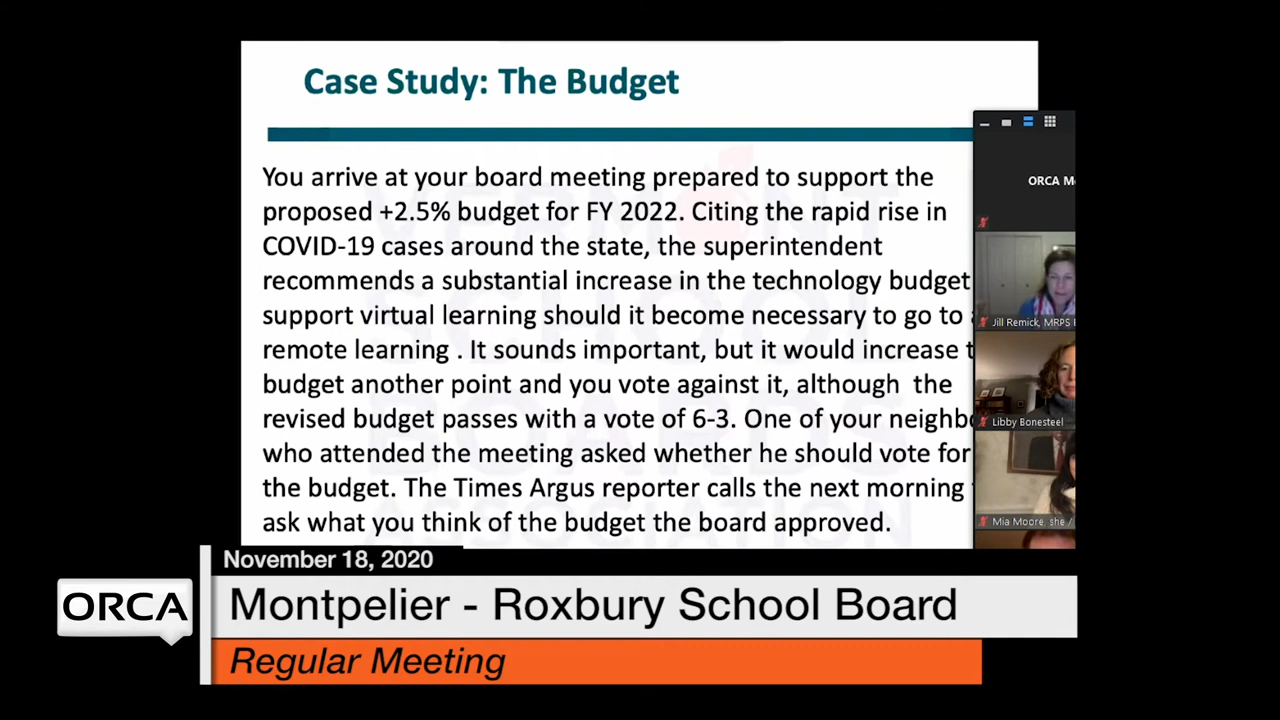 Case Study: The Budget
You arrive at your board meeting prepared to support the
proposed +2.5% budget for FY 2022. Citing the rapid rise in
COVID-19 cases around the state, the superintendent
recommends a substantial increase in the technology budget
support virtual learning should it become necessary to go to
remote learning . It sounds important, but it would increase
budget another point and you vote against it, although the
revised budget passes with a vote of 6-3. One of your
who attended the meeting asked whether he should vote for
the budget. The Times Argus reporter calls the next morning
ask what you think of the budget the board approved.
VERMONT
SCHOOL
BOARDS
ASSOCIATION
ORCA
Jill Remick, MRPS
Libby Bonesteel
Mia Moore, she /
November 18, 2020
ORCA
Montpelier - Roxbury School Board
Regular Meeting